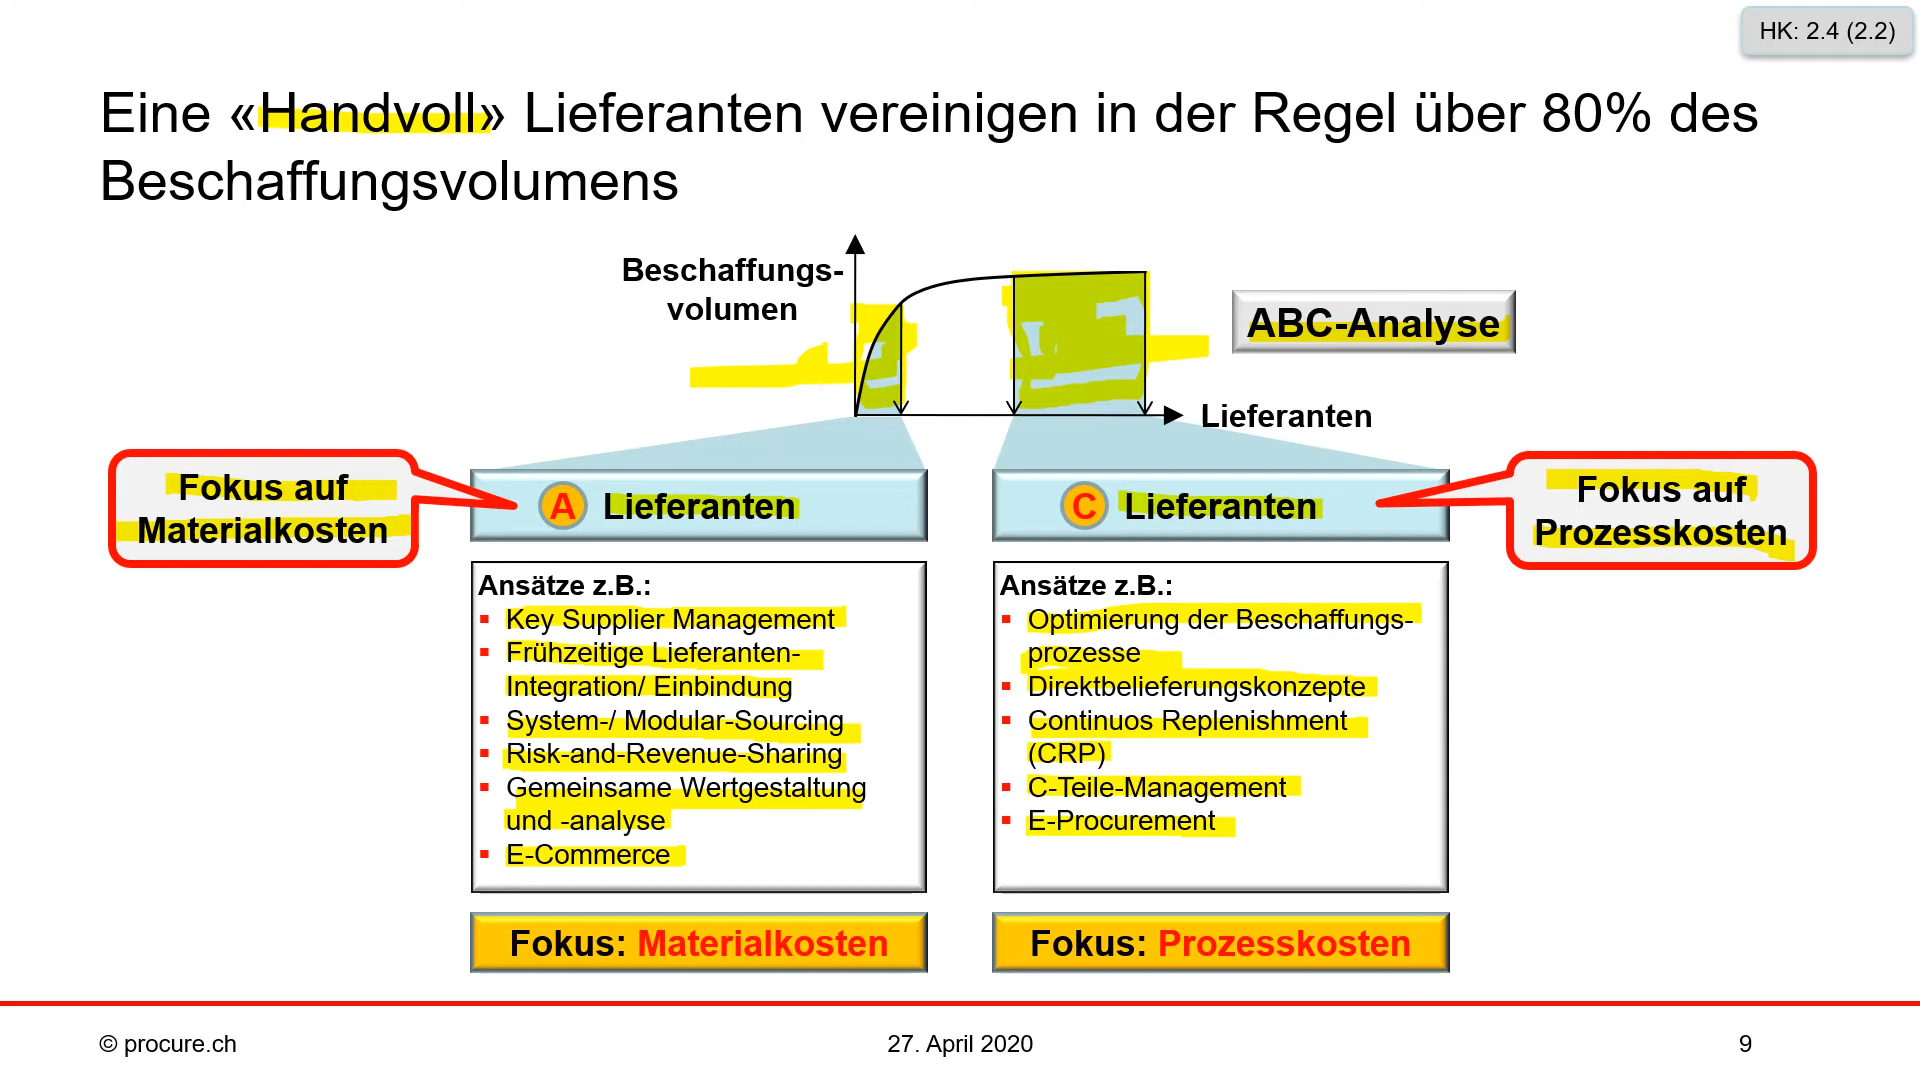 HK: 2.4 (2.2)
Eine «Handvoll» Lieferanten vereinigen in der Regel über 80% des
Beschaffungsvolumens
Beschaffungs-
volumen
ABC-Analyse
Lieferanten
Fokus auf
Materialkosten
A Lieferanten
C Lieferanten
Fokus auf
Prozesskosten
Ansätze z.B.:
Key Supplier Management
Frühzeitige Lieferanten-
Integration/ Einbindung
System-/ Modular-Sourcing
Risk-and-Revenue-Sharing
Gemeinsame Wertgestaltung
und -analyse
E-Commerce
Ansätze z.B.:
Optimierung der Beschaffungs-
prozesse
Direktbelieferungskonzepte
Continuos Replenishment
(CRP)
C-Teile-Management
E-Procurement
Fokus: Materialkosten
Fokus: Prozesskosten
© procure.ch
27. April 2020
9